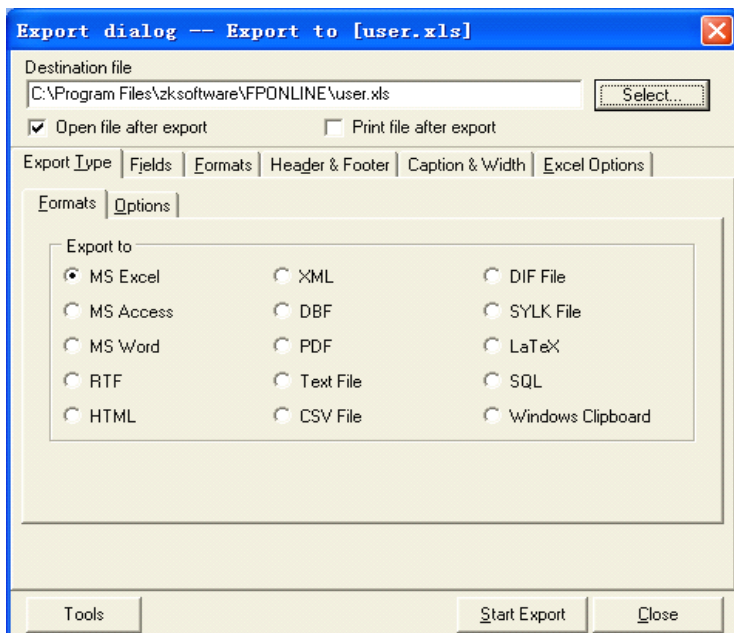 Export dialog -- Export to [user.xls]
Destination file
C:\Program Files\zksoftware\FPONLINE\user.xls
Select...
Open file after export
Print file after export
Export Type
Fields
Formats
Header & Footer
Caption & Width
Excel Options
Formats
Options
Export to
MS Excel
XML
DIF File
MS Access
DBF
SYLK File
MS Word
PDF
LaTeX
RTF
Text File
SQL
HTML
CSV File
Windows Clipboard
Tools
Start Export
Close